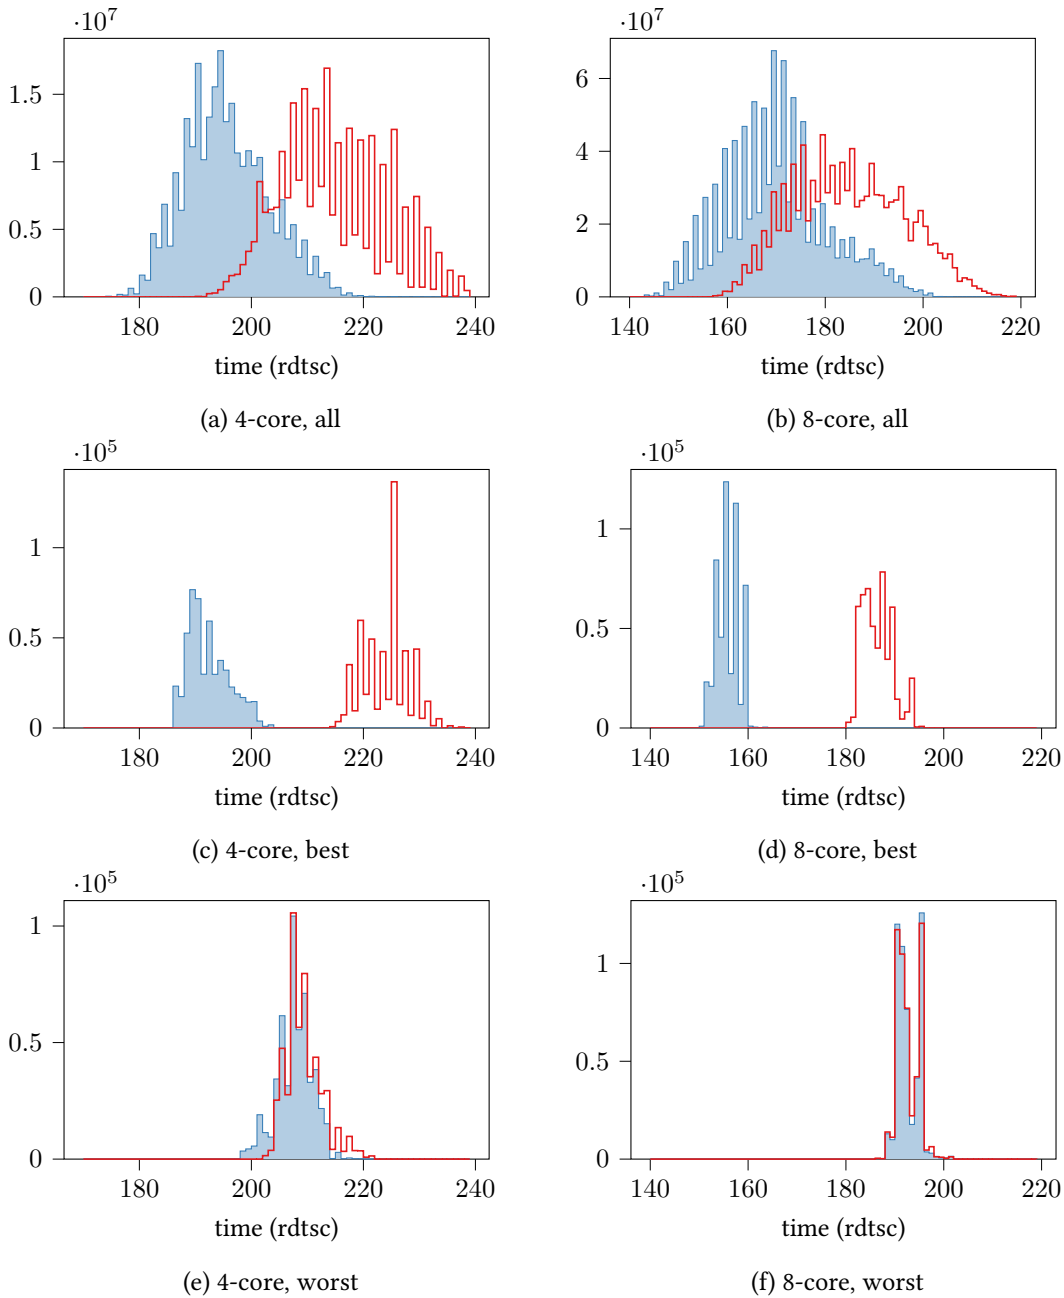 ·10^7
1.5
1
0.5
0
180 200 220 240
time (rdtsc)
(a) 4-core, all
·10^7
6
4
2
0
140 160 180 200 220
time (rdtsc)
(b) 8-core, all
·10^5
1
0.5
0
180 200 220 240
time (rdtsc)
(c) 4-core, best
·10^5
1
0.5
0
140 160 180 200 220
time (rdtsc)
(d) 8-core, best
·10^5
1
0.5
0
180 200 220 240
time (rdtsc)
(e) 4-core, worst
·10^5
1
0.5
0
140 160 180 200 220
time (rdtsc)
(f) 8-core, worst